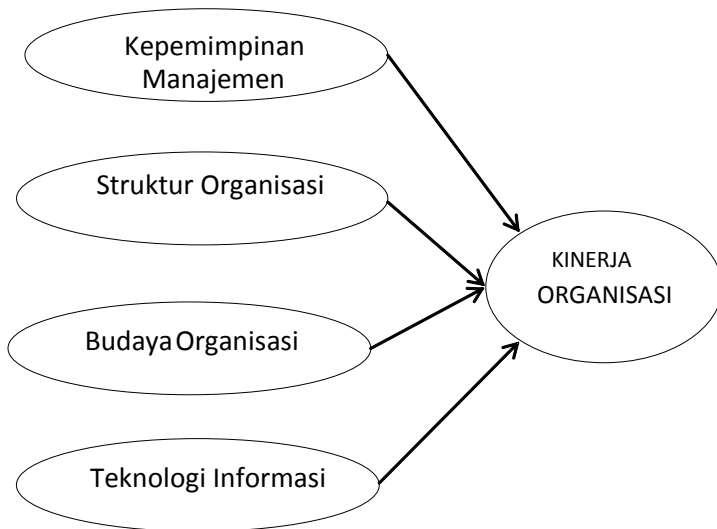 Kepemimpinan
Manajemen
Struktur Organisasi
KINERJA
ORGANISASI
Budaya Organisasi
Teknologi Informasi